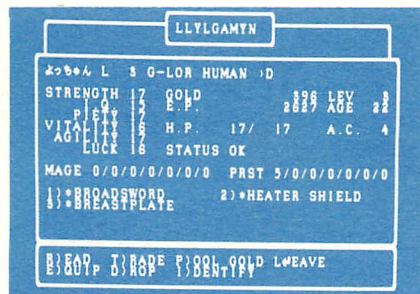 LLYLGAMYN
よっちゃん L 3 G-LOR HUMAN
STRENGTH 17 GOLD 396 LEV 3
I.Q. 15 E.P. 2627 AGE 22
PIETY 17
VITALITY 16 H.P. 17/ 17 A.C. 4
AGILITY 17
LUCK 16 STATUS OK
MAGE 0/0/0/0/0/0/0 PRST 5/0/0/0/0/0/0
1)*BROADSWORD 2)*HEATER SHIELD
3)*BREASTPLATE
R)EAD T)RADE P)OOL GOLD L)EAVE
E)QUIP D)ROP I)DENTIFY